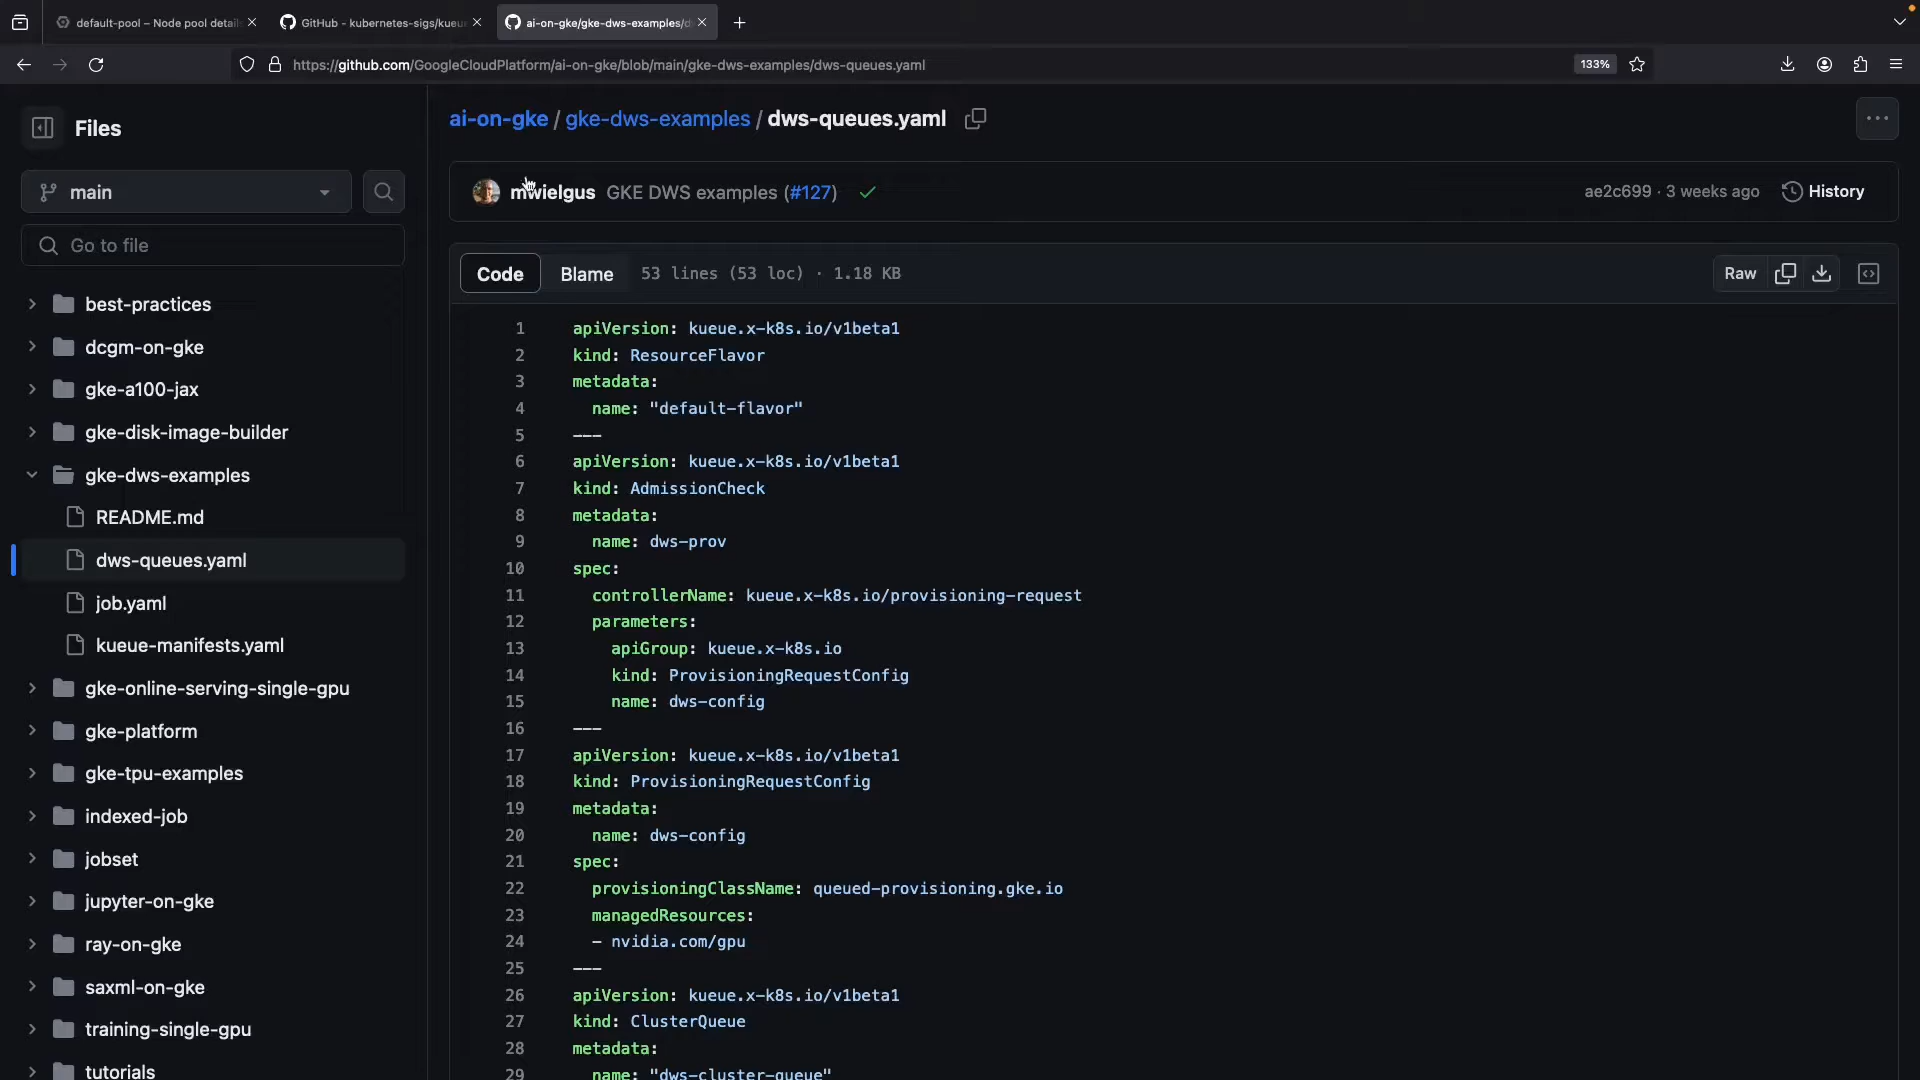 default-pool – Node pool detail
GitHub - kubernetes-sigs/kueu
ai-on-gke/gke-dws-examples/d
https://github.com/GoogleCloudPlatform/ai-on-gke/blob/main/gke-dws-examples/dws-queues.yaml
133%
Files
main
Go to file
best-practices
dcgm-on-gke
gke-a100-jax
gke-disk-image-builder
gke-dws-examples
README.md
dws-queues.yaml
job.yaml
kueue-manifests.yaml
gke-online-serving-single-gpu
gke-platform
gke-tpu-examples
indexed-job
jobset
jupyter-on-gke
ray-on-gke
saxml-on-gke
training-single-gpu
tutorials
ai-on-gke / gke-dws-examples / dws-queues.yaml
mwielgus GKE DWS examples (#127)
ae2c699 · 3 weeks ago History
Code Blame 53 lines (53 loc) · 1.18 KB
Raw
1 apiVersion: kueue.x-k8s.io/v1beta1
2 kind: ResourceFlavor
3 metadata:
4 name: "default-flavor"
5 ---
6 apiVersion: kueue.x-k8s.io/v1beta1
7 kind: AdmissionCheck
8 metadata:
9 name: dws-prov
10 spec:
11 controllerName: kueue.x-k8s.io/provisioning-request
12 parameters:
13 apiGroup: kueue.x-k8s.io
14 kind: ProvisioningRequestConfig
15 name: dws-config
16 ---
17 apiVersion: kueue.x-k8s.io/v1beta1
18 kind: ProvisioningRequestConfig
19 metadata:
20 name: dws-config
21 spec:
22 provisioningClassName: queued-provisioning.gke.io
23 managedResources:
24 - nvidia.com/gpu
25 ---
26 apiVersion: kueue.x-k8s.io/v1beta1
27 kind: ClusterQueue
28 metadata:
29 name: "dws-cluster-queue"